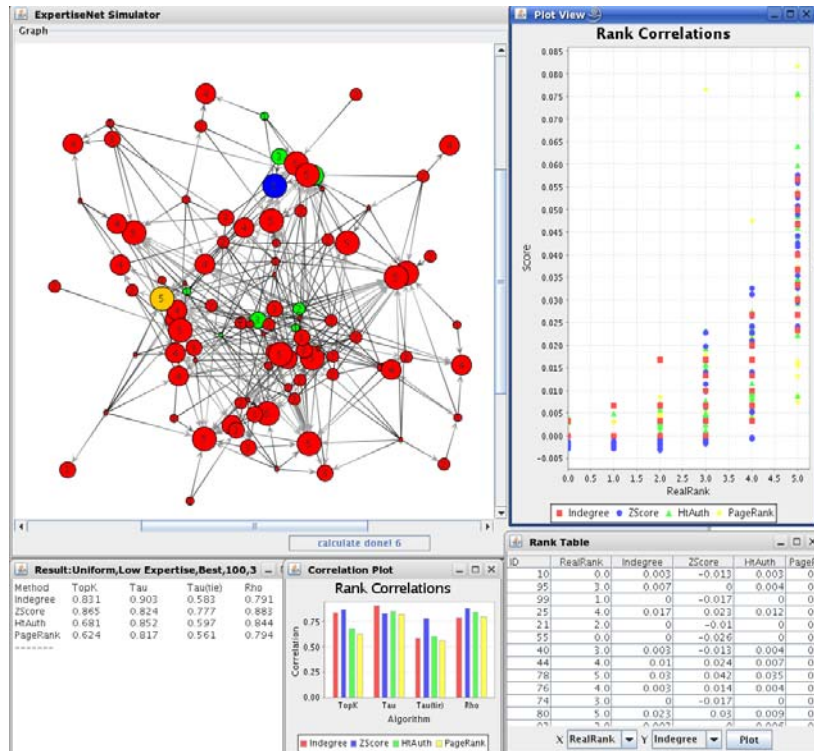 ExpertiseNet Simulator
Graph
calculate done! 6
Plot View
Rank Correlations
0.085
0.080
0.075
0.070
0.065
0.060
0.055
0.050
0.045
0.040
0.035
0.030
0.025
0.020
0.015
0.010
0.005
0.000
-0.005
Score
0.0 0.5 1.0 1.5 2.0 2.5 3.0 3.5 4.0 4.5 5.0
RealRank
Indegree ZScore HtAuth PageRank
Result:Uniform,Low Expertise,Best,100,3
Method TopK Tau Tau(tie) Rho
Indegree 0.831 0.903 0.583 0.791
ZScore 0.865 0.824 0.777 0.883
HtAuth 0.681 0.852 0.597 0.844
PageRank 0.624 0.817 0.561 0.794
-------
Correlation Plot
Rank Correlations
0.75
0.50
0.25
0.00
Correlation
TopK Tau Tau(tie) Rho
Algorithm
Indegree ZScore HtAuth PageRank
Rank Table
ID RealRank Indegree ZScore HtAuth PageR
10 0.0 0.003 -0.013 0.003 0
95 3.0 0.007 0 0.004 0
99 1.0 0 -0.017 0 0
25 4.0 0.017 0.023 0.012 0
21 2.0 0 -0.01 0 0
55 0.0 0 -0.026 0 0
40 3.0 0.003 -0.013 0.004 0
44 4.0 0.01 0.024 0.007 0
78 5.0 0.03 0.042 0.035 0
76 4.0 0.003 0.014 0.004 0
74 3.0 0 -0.017 0 0
80 5.0 0.023 0.03 0.009 0
X RealRank Y Indegree Plot